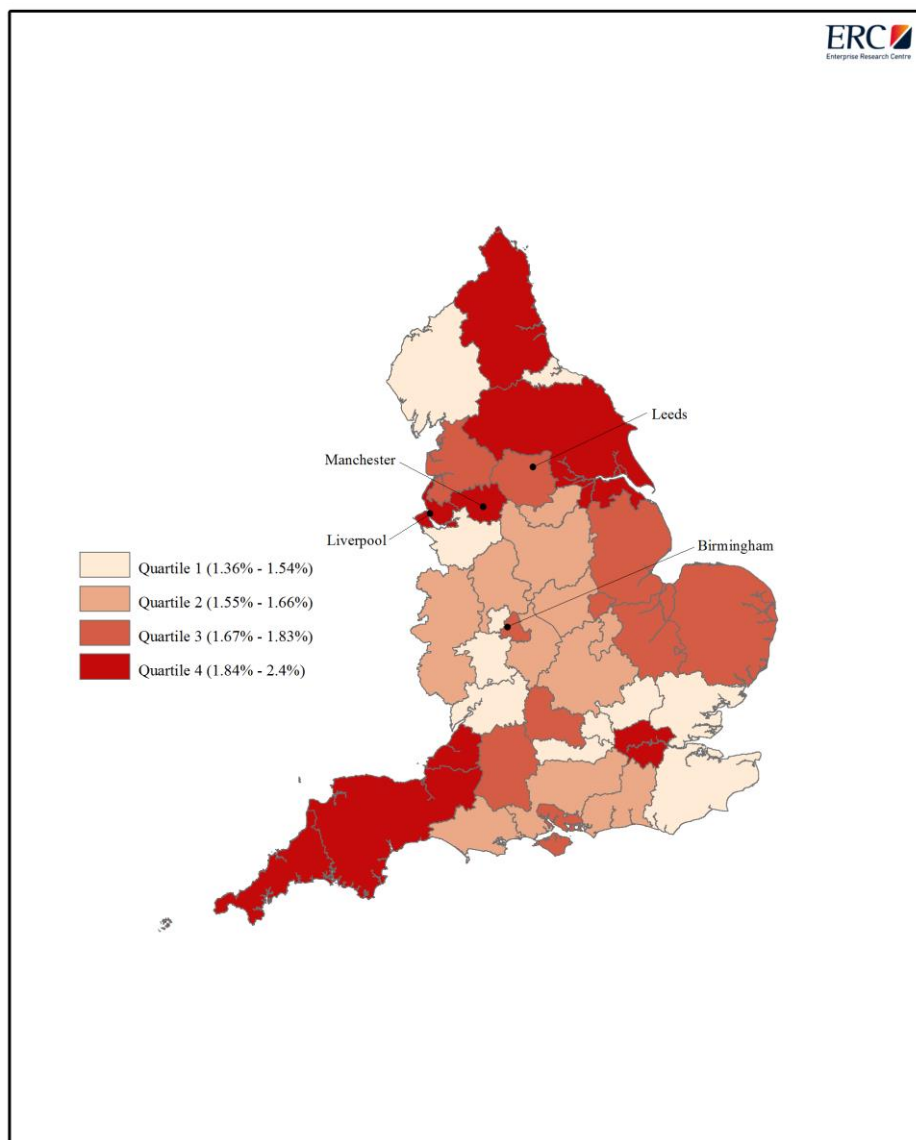 ERC
Enterprise Research Centre
Leeds
Manchester
Liverpool
Birmingham
Quartile 1 (1.36% - 1.54%)
Quartile 2 (1.55% - 1.66%)
Quartile 3 (1.67% - 1.83%)
Quartile 4 (1.84% - 2.4%)